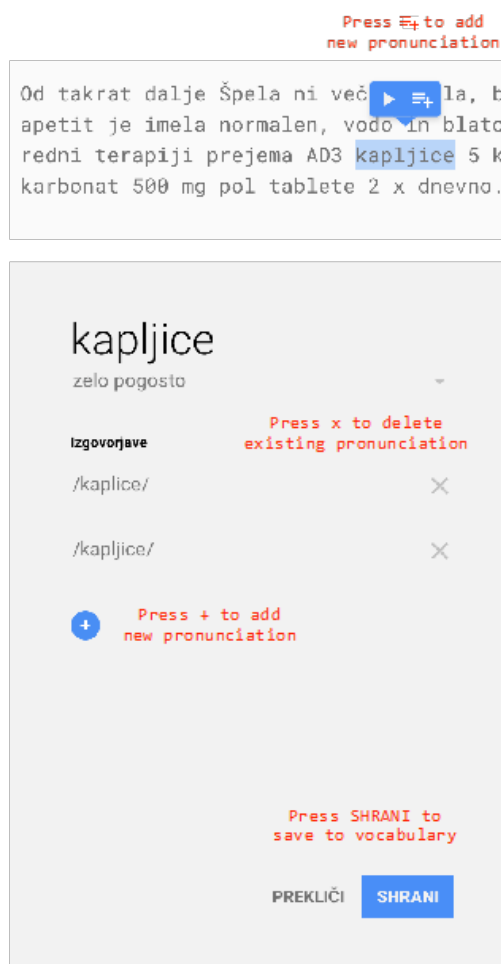 Press to add
new pronunciation
Od takrat dalje Špela ni več la, b
apetit je imela normalen, vodo in blato
redni terapiji prejema AD3 kapljice 5 k
karbonat 500 mg pol tablete 2 x dnevno.
kapljice
zelo pogosto
Press x to delete
Izgovorjave existing pronunciation
/kaplice/
/kapljice/
Press + to add
new pronunciation
Press SHRANI to
save to vocabulary
PREKLIČI SHRANI